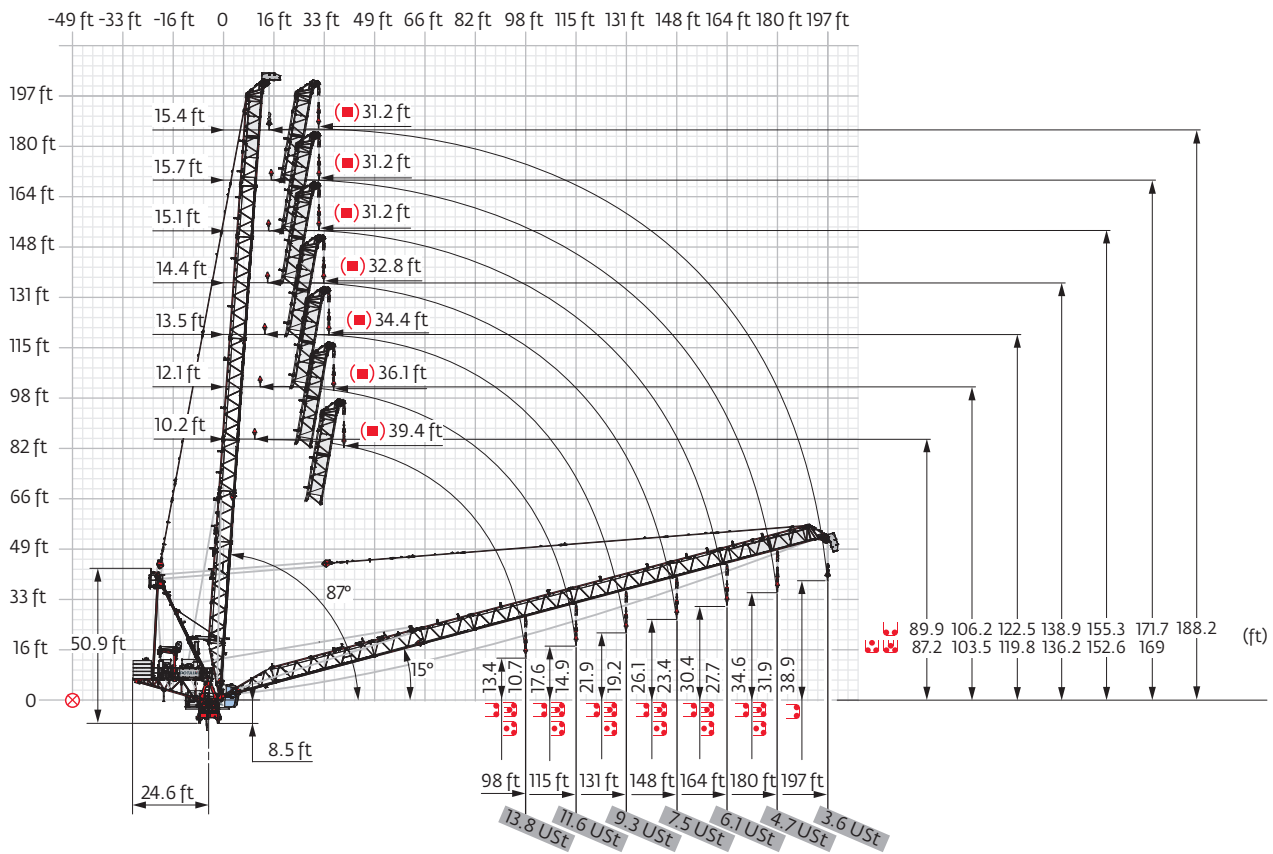 -49 ft -33 ft -16 ft 0 16 ft 33 ft 49 ft 66 ft 82 ft 98 ft 115 ft 131 ft 148 ft 164 ft 180 ft 197 ft
197 ft
15.4 ft 31.2 ft
180 ft
15.7 ft 31.2 ft
164 ft
15.1 ft 31.2 ft
148 ft
14.4 ft 32.8 ft
131 ft
13.5 ft 34.4 ft
115 ft
12.1 ft 36.1 ft
98 ft
10.2 ft 39.4 ft
82 ft
66 ft
49 ft
87°
33 ft
89.9 106.2 122.5 138.9 155.3 171.7 188.2 (ft)
87.2 103.5 119.8 136.2 152.6 169
50.9 ft
16 ft
15°
13.4 10.7 17.6 14.9 21.9 19.2 26.1 23.4 30.4 27.7 34.6 31.9 38.9
0
8.5 ft
24.6 ft
98 ft 115 ft 131 ft 148 ft 164 ft 180 ft 197 ft
13.8 USt 11.6 USt 9.3 USt 7.5 USt 6.1 USt 4.7 USt 3.6 USt